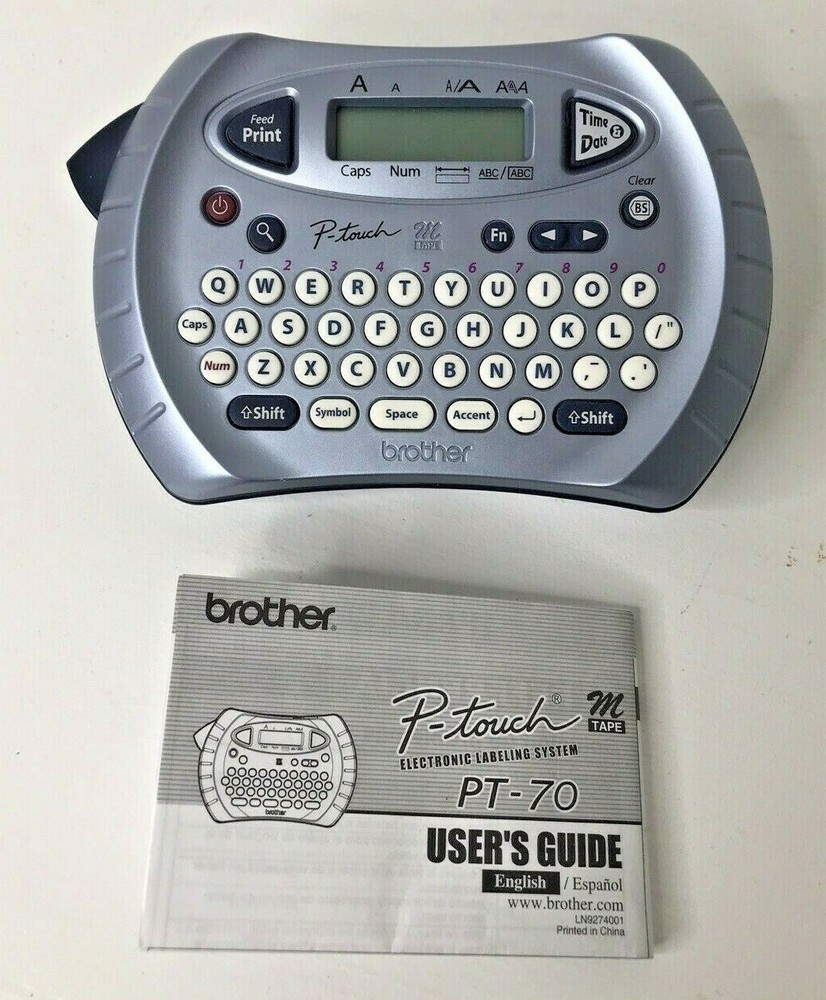 A A A/A AAA
Feed
Print
Time &
Date
Caps Num ABC / ABC
Clear
BS
P-touch M
TAPE
Fn
1 2 3 4 5 6 7 8 9 0
Q W E R T Y U I O P
Caps A S D F G H J K L / "
Num Z X C V B N M , - . '
⇧Shift Symbol Space Accent ⇧Shift
brother
brother®
P-touch® M
TAPE
ELECTRONIC LABELING SYSTEM
PT-70
USER'S GUIDE
English / Español
www.brother.com
LN9274001
Printed in China
brother